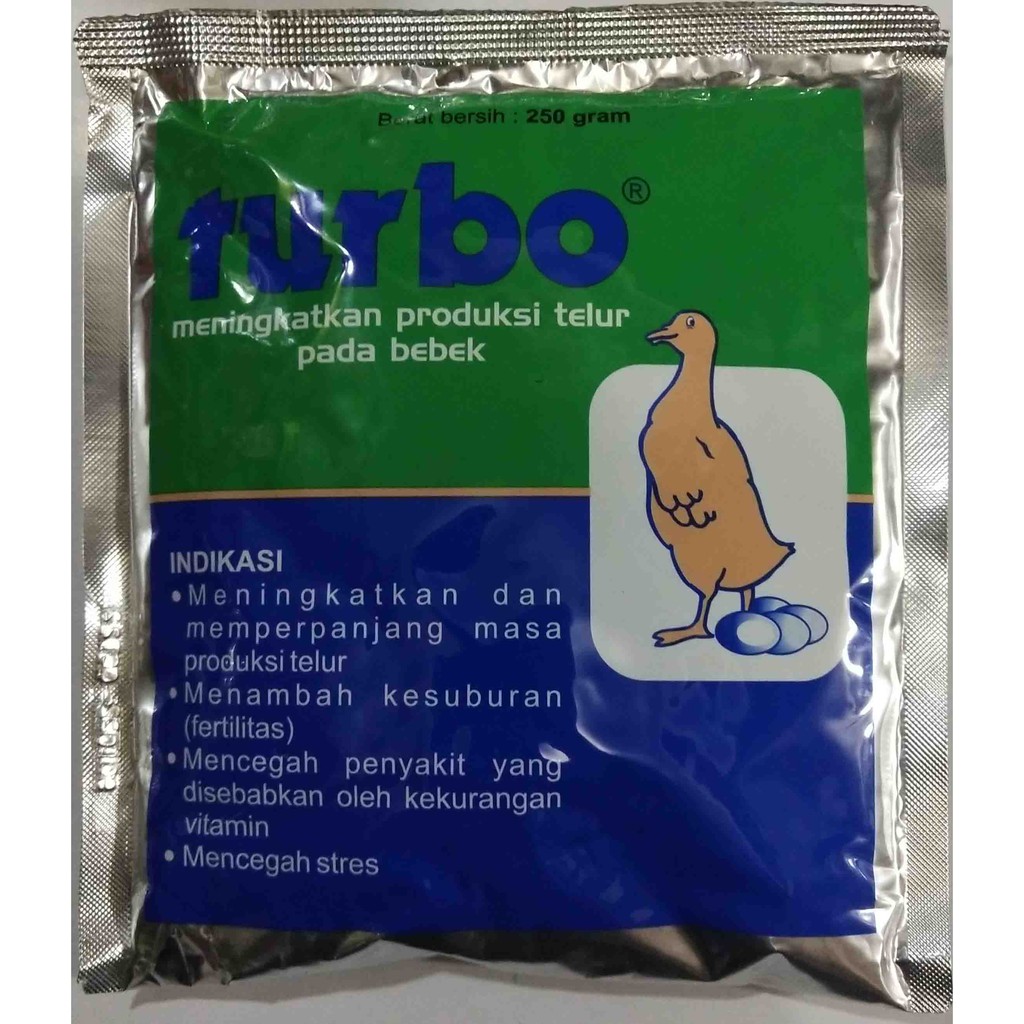 Berat bersih : 250 gram
turbo®
meningkatkan produksi telur
pada bebek
INDIKASI
• Meningkatkan dan
memperpanjang masa
produksi telur
• Menambah kesuburan
(fertilitas)
• Mencegah penyakit yang
disebabkan oleh kekurangan
vitamin
• Mencegah stres